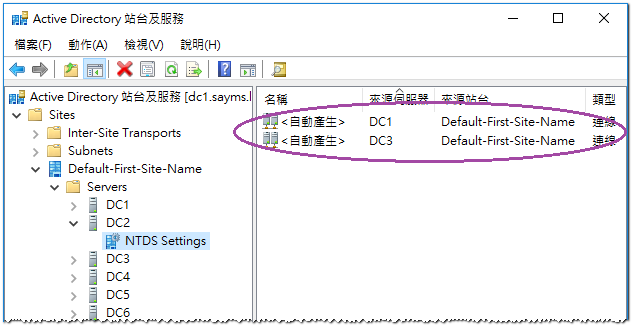 Active Directory 站台及服務
檔案(F) 動作(A) 檢視(V) 說明(H)
Active Directory 站台及服務 [dc1.sayms.l
Sites
Inter-Site Transports
Subnets
Default-First-Site-Name
Servers
DC1
DC2
NTDS Settings
DC3
DC4
DC5
DC6
名稱 來源伺服器 來源站台 類型
<自動產生> DC1 Default-First-Site-Name 連線
<自動產生> DC3 Default-First-Site-Name 連線